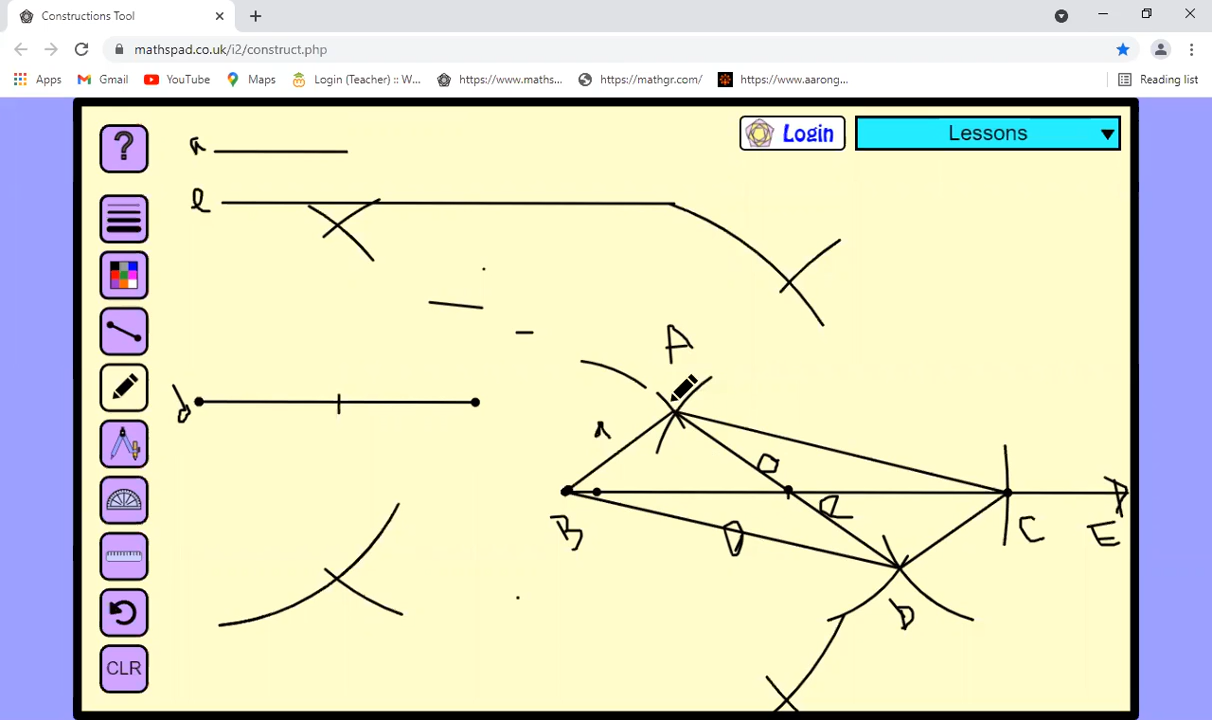 Constructions Tool
mathspad.co.uk/i2/construct.php
Apps Gmail YouTube Maps Login (Teacher) :: W... https://www.maths... https://mathgr.com/ https://www.aarong... Reading list
?
Login
Lessons
l
A
b
a
B
C
E
D
CLR